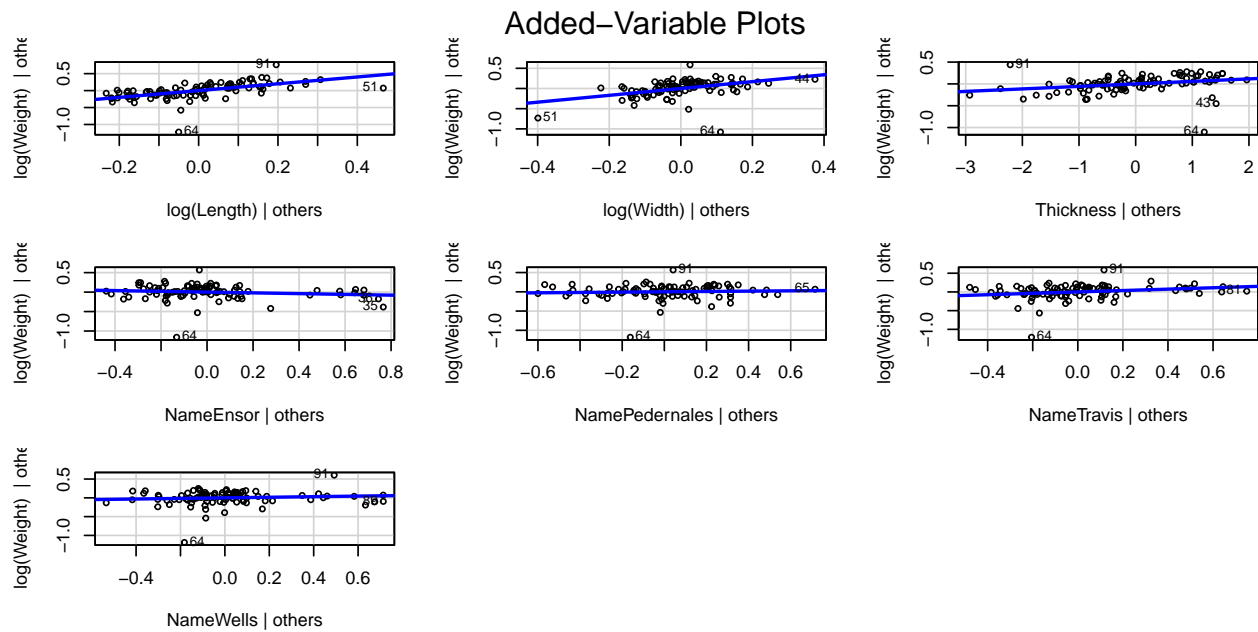 Added−Variable Plots
log(Weight) | othe
0.5
−1.0
91
51
64
−0.2 0.0 0.2 0.4
log(Length) | others
log(Weight) | othe
0.5
−1.0
44
51
64
−0.4 −0.2 0.0 0.2 0.4
log(Width) | others
log(Weight) | othe
0.5
−1.0
91
43
64
−3 −2 −1 0 1 2
Thickness | others
log(Weight) | othe
0.5
−1.0
35
64
−0.4 0.0 0.2 0.4 0.6 0.8
NameEnsor | others
log(Weight) | othe
0.5
−1.0
91
65
64
−0.6 −0.2 0.2 0.4 0.6
NamePedernales | others
log(Weight) | othe
0.5
−1.0
91
81
64
−0.4 0.0 0.2 0.4 0.6
NameTravis | others
log(Weight) | othe
0.5
−1.0
91
64
−0.4 0.0 0.2 0.4 0.6
NameWells | others